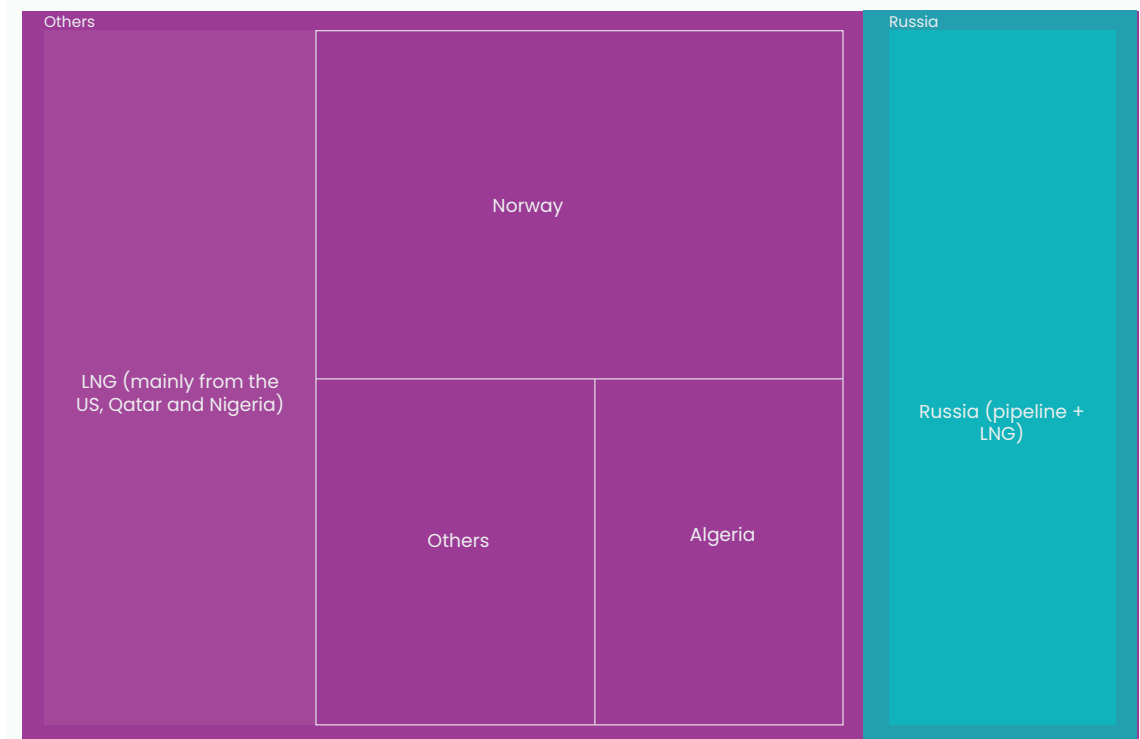 Others
Russia
Norway
LNG (mainly from the
US, Qatar and Nigeria)
Russia (pipeline +
LNG)
Others
Algeria